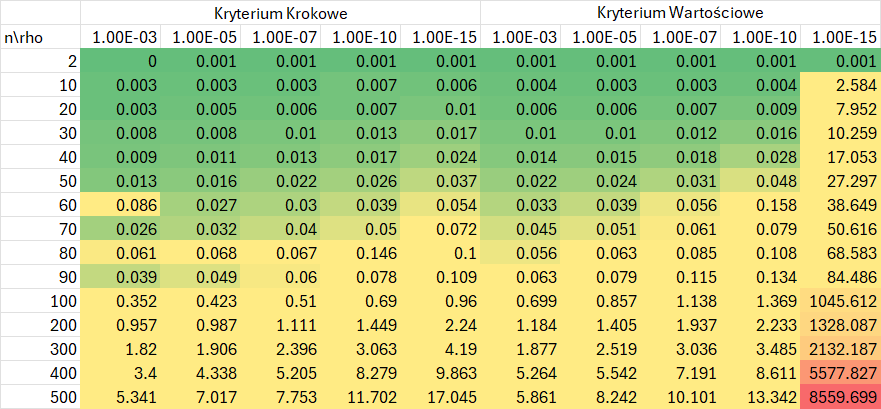 Kryterium Krokowe Kryterium Wartościowe
n\rho 1.00E-03 1.00E-05 1.00E-07 1.00E-10 1.00E-15 1.00E-03 1.00E-05 1.00E-07 1.00E-10 1.00E-15
2 0 0.001 0.001 0.001 0.001 0.001 0.001 0.001 0.001 0.001
10 0.003 0.003 0.003 0.007 0.006 0.004 0.003 0.003 0.004 2.584
20 0.003 0.005 0.006 0.007 0.01 0.006 0.006 0.007 0.009 7.952
30 0.008 0.008 0.01 0.013 0.017 0.01 0.01 0.012 0.016 10.259
40 0.009 0.011 0.013 0.017 0.024 0.014 0.015 0.018 0.028 17.053
50 0.013 0.016 0.022 0.026 0.037 0.022 0.024 0.031 0.048 27.297
60 0.086 0.027 0.03 0.039 0.054 0.033 0.039 0.056 0.158 38.649
70 0.026 0.032 0.04 0.05 0.072 0.045 0.051 0.061 0.079 50.616
80 0.061 0.068 0.067 0.146 0.1 0.056 0.063 0.085 0.108 68.583
90 0.039 0.049 0.06 0.078 0.109 0.063 0.079 0.115 0.134 84.486
100 0.352 0.423 0.51 0.69 0.96 0.699 0.857 1.138 1.369 1045.612
200 0.957 0.987 1.111 1.449 2.24 1.184 1.405 1.937 2.233 1328.087
300 1.82 1.906 2.396 3.063 4.19 1.877 2.519 3.036 3.485 2132.187
400 3.4 4.338 5.205 8.279 9.863 5.264 5.542 7.191 8.611 5577.827
500 5.341 7.017 7.753 11.702 17.045 5.861 8.242 10.101 13.342 8559.699